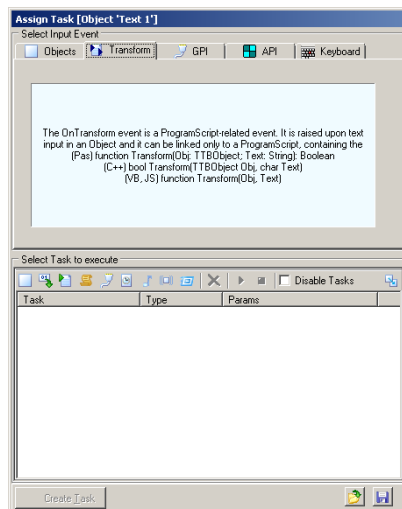 Assign Task [Object 'Text 1']
Select Input Event
Objects Transform GPI API Keyboard
The OnTransform event is a ProgramScript-related event. It is raised upon text
input in an Object and it can be linked only to a ProgramScript, containing the
(Pas) function Transform(Obj: TTBObject; Text: String): Boolean
(C++) bool Transform(TTBObject Obj, char Text)
(VB, JS) function Transform(Obj, Text)
Select Task to execute
Disable Tasks
Task Type Params
Create Task